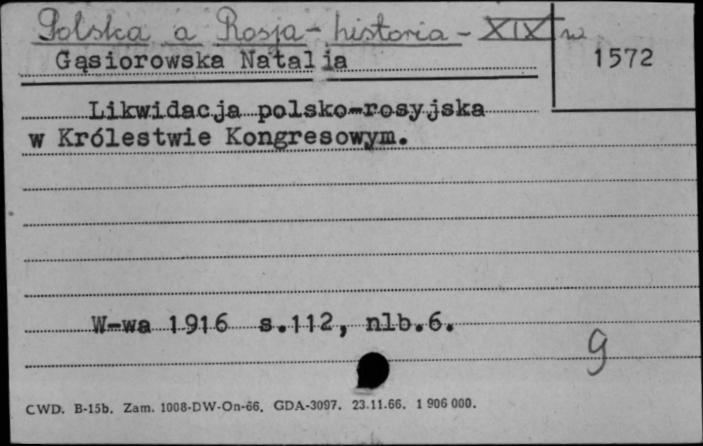 Polska a Rosja - historia - XIX w
Gąsiorowska Natalia
1572
Likwidacja polsko-rosyjska
w Królestwie Kongresowym.
W-wa 1916 s.112, nlb.6.
g
CWD. B-15b. Zam. 1008-DW-On-66. GDA-3097. 23.11.66. 1 906 000.